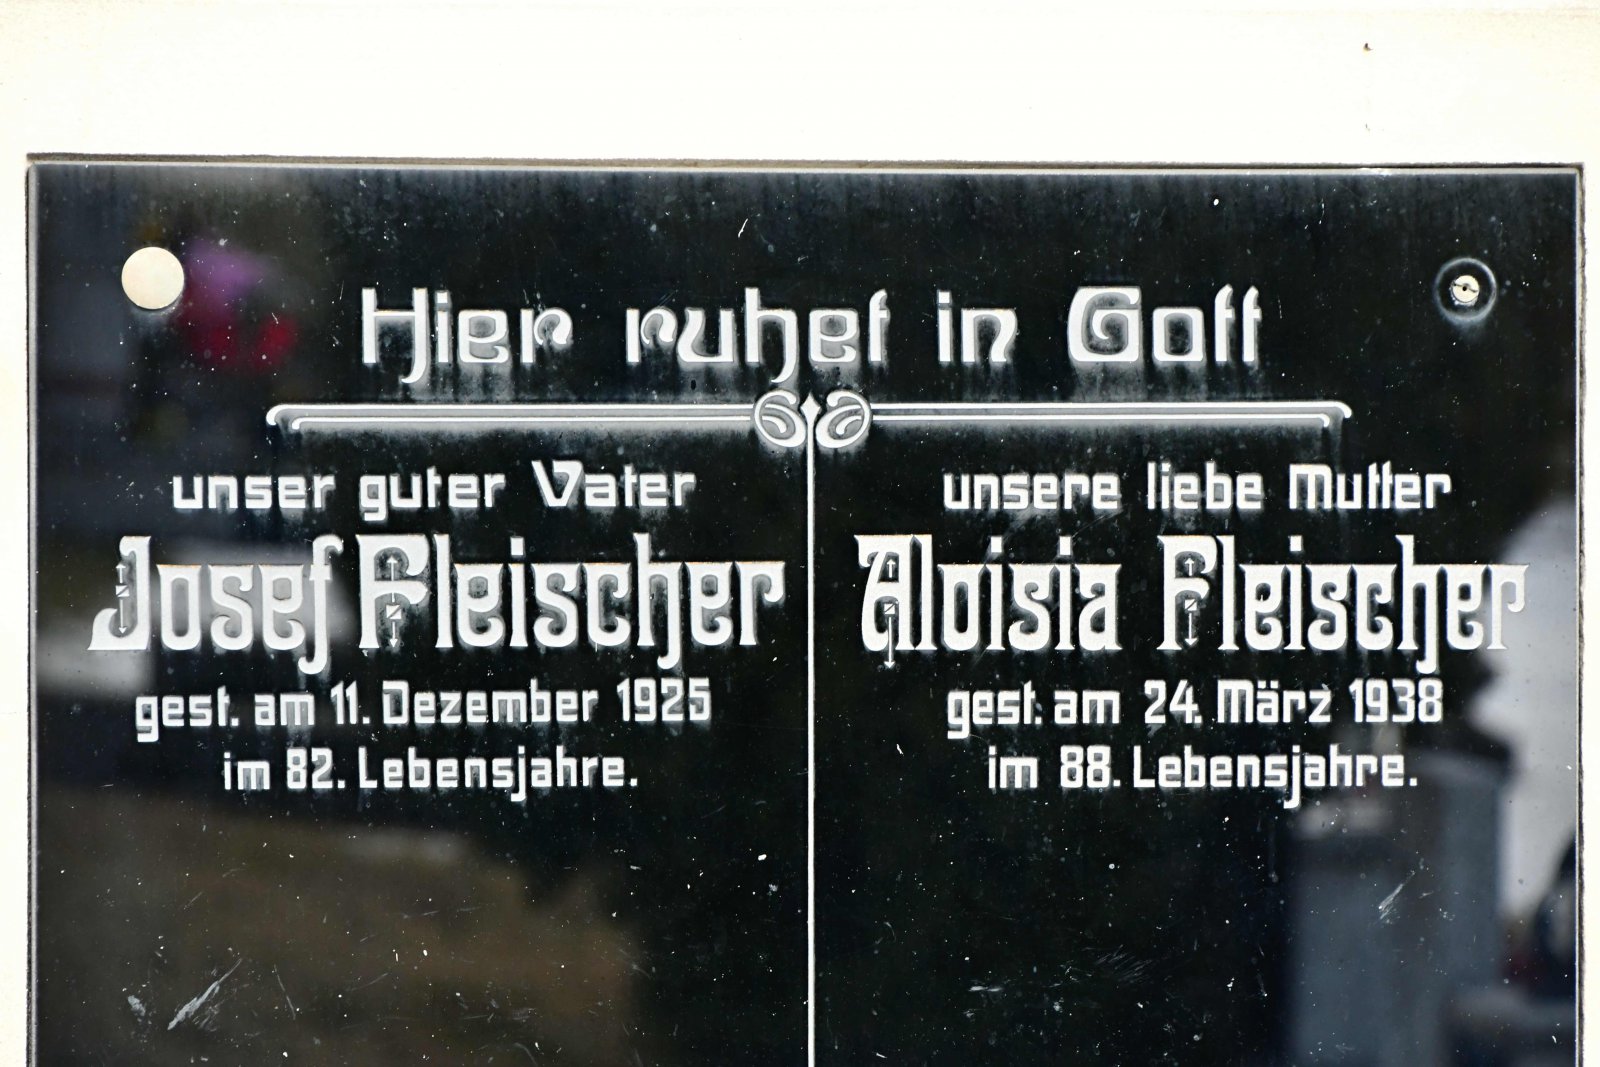 Hier ruhet in Gott
unser guter Vater
Josef Fleischer
gest. am 11. Dezember 1925
im 82. Lebensjahre.
unsere liebe Mutter
Aloisia Fleischer
gest. am 24. März 1938
im 88. Lebensjahre.